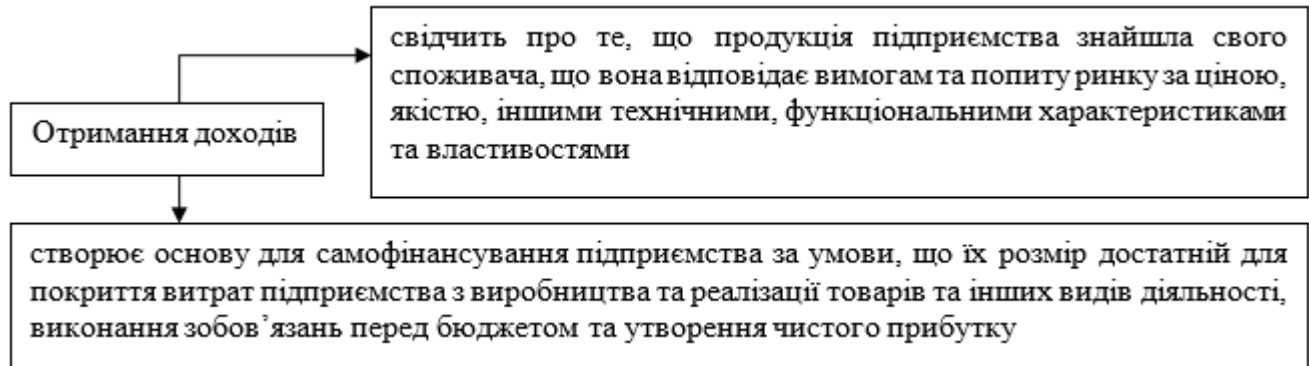 свідчить про те, що продукція підприємства знайшла свого
споживача, що вона відповідає вимогам та попиту ринку за ціною,
якістю, іншими технічними, функціональними характеристиками
та властивостями
Отримання доходів
створює основу для самофінансування підприємства за умови, що їх розмір достатній для
покриття витрат підприємства з виробництва та реалізації товарів та інших видів діяльності,
виконання зобов’язань перед бюджетом та утворення чистого прибутку